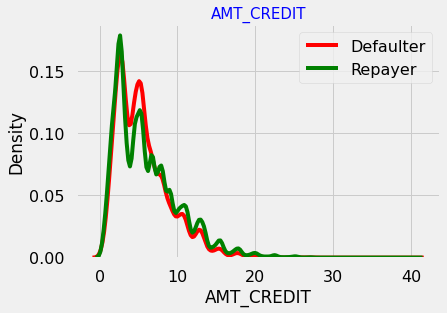 AMT_CREDIT
Defaulter
Repayer
Density
0.15
0.10
0.05
0.00
0 10 20 30 40
AMT_CREDIT